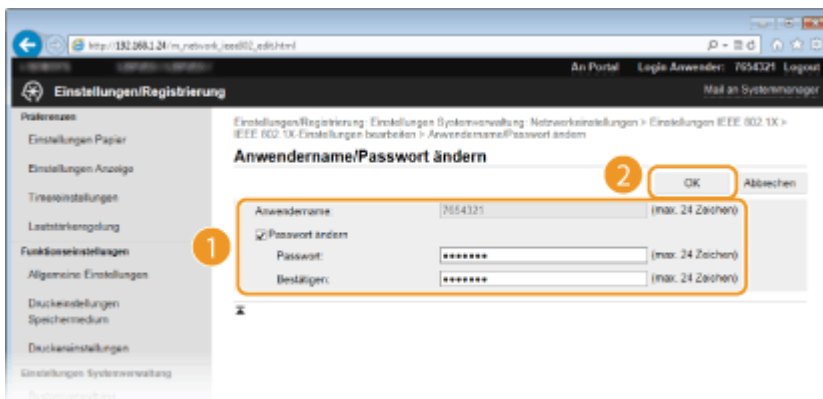 http://192.168.1.24/m_network_ieee802_edit.html
An Portal Login Anwender: 7654321 Logout
Einstellungen/Registrierung
Mail an Systemmanager
Präferenzen
Einstellungen Papier
Einstellungen Anzeige
Timereinstellungen
Lautstärkeregelung
Funktionseinstellungen
Allgemeine Einstellungen
Druckeinstellungen
Speichermedium
Druckereinstellungen
Einstellungen Systemverwaltung
Einstellungen/Registrierung: Einstellungen Systemverwaltung: Netzwerkeinstellungen > Einstellungen IEEE 802.1X >
IEEE 802.1X-Einstellungen bearbeiten > Anwendername/Passwort ändern
Anwendername/Passwort ändern
2
OK Abbrechen
1
Anwendername: 7654321 (max. 24 Zeichen)
Passwort ändern
Passwort: ●●●●●●● (max. 24 Zeichen)
Bestätigen: ●●●●●●● (max. 24 Zeichen)